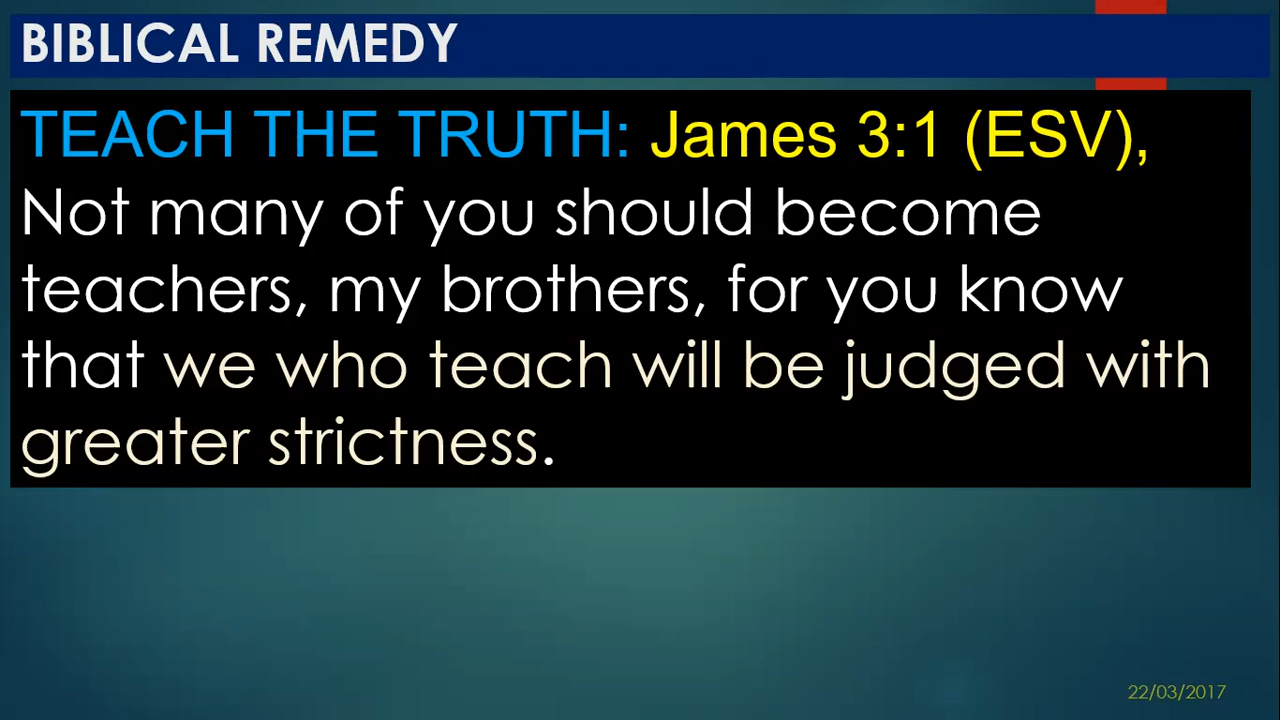 BIBLICAL REMEDY
TEACH THE TRUTH: James 3:1 (ESV),
Not many of you should become
teachers, my brothers, for you know
that we who teach will be judged with
greater strictness.
22/03/2017